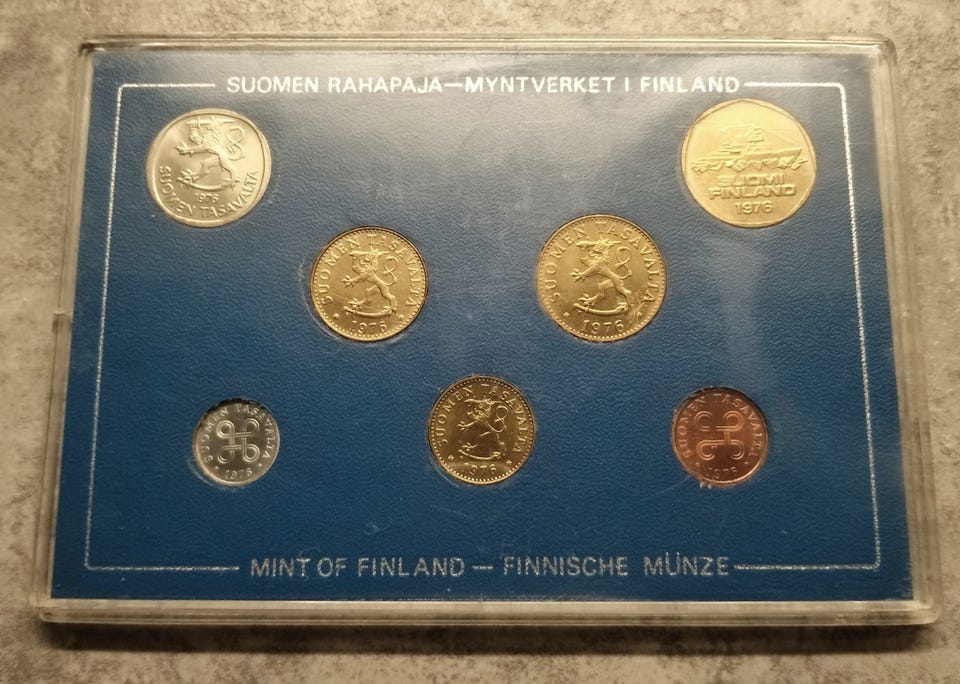 SUOMEN RAHAPAJA—MYNTVERKET I FINLAND
SUOMEN TASAVALTA
1976
SUOMI
FINLAND
1976
SUOMEN TASAVALTA
• 1976 •
SUOMEN TASAVALTA
• 1976 •
SUOMEN TASAVALTA
• 1976 •
SUOMEN TASAVALTA
• 1976 •
SUOMEN TASAVALTA
• 1976 •
MINT OF FINLAND — FINNISCHE MÜNZE